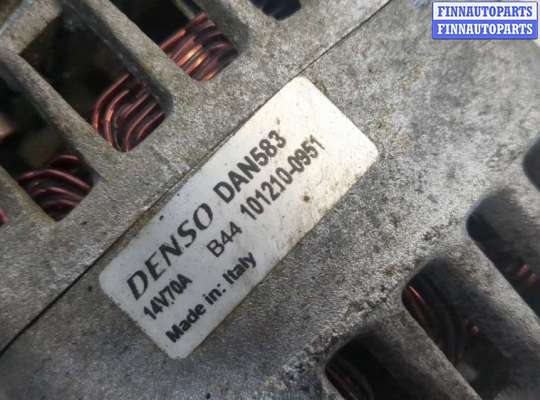 FINNAUTOPARTS
FINNAUTOPARTS
DENSO DAN583
14V70A B44 101210-0951
Made in: Italy